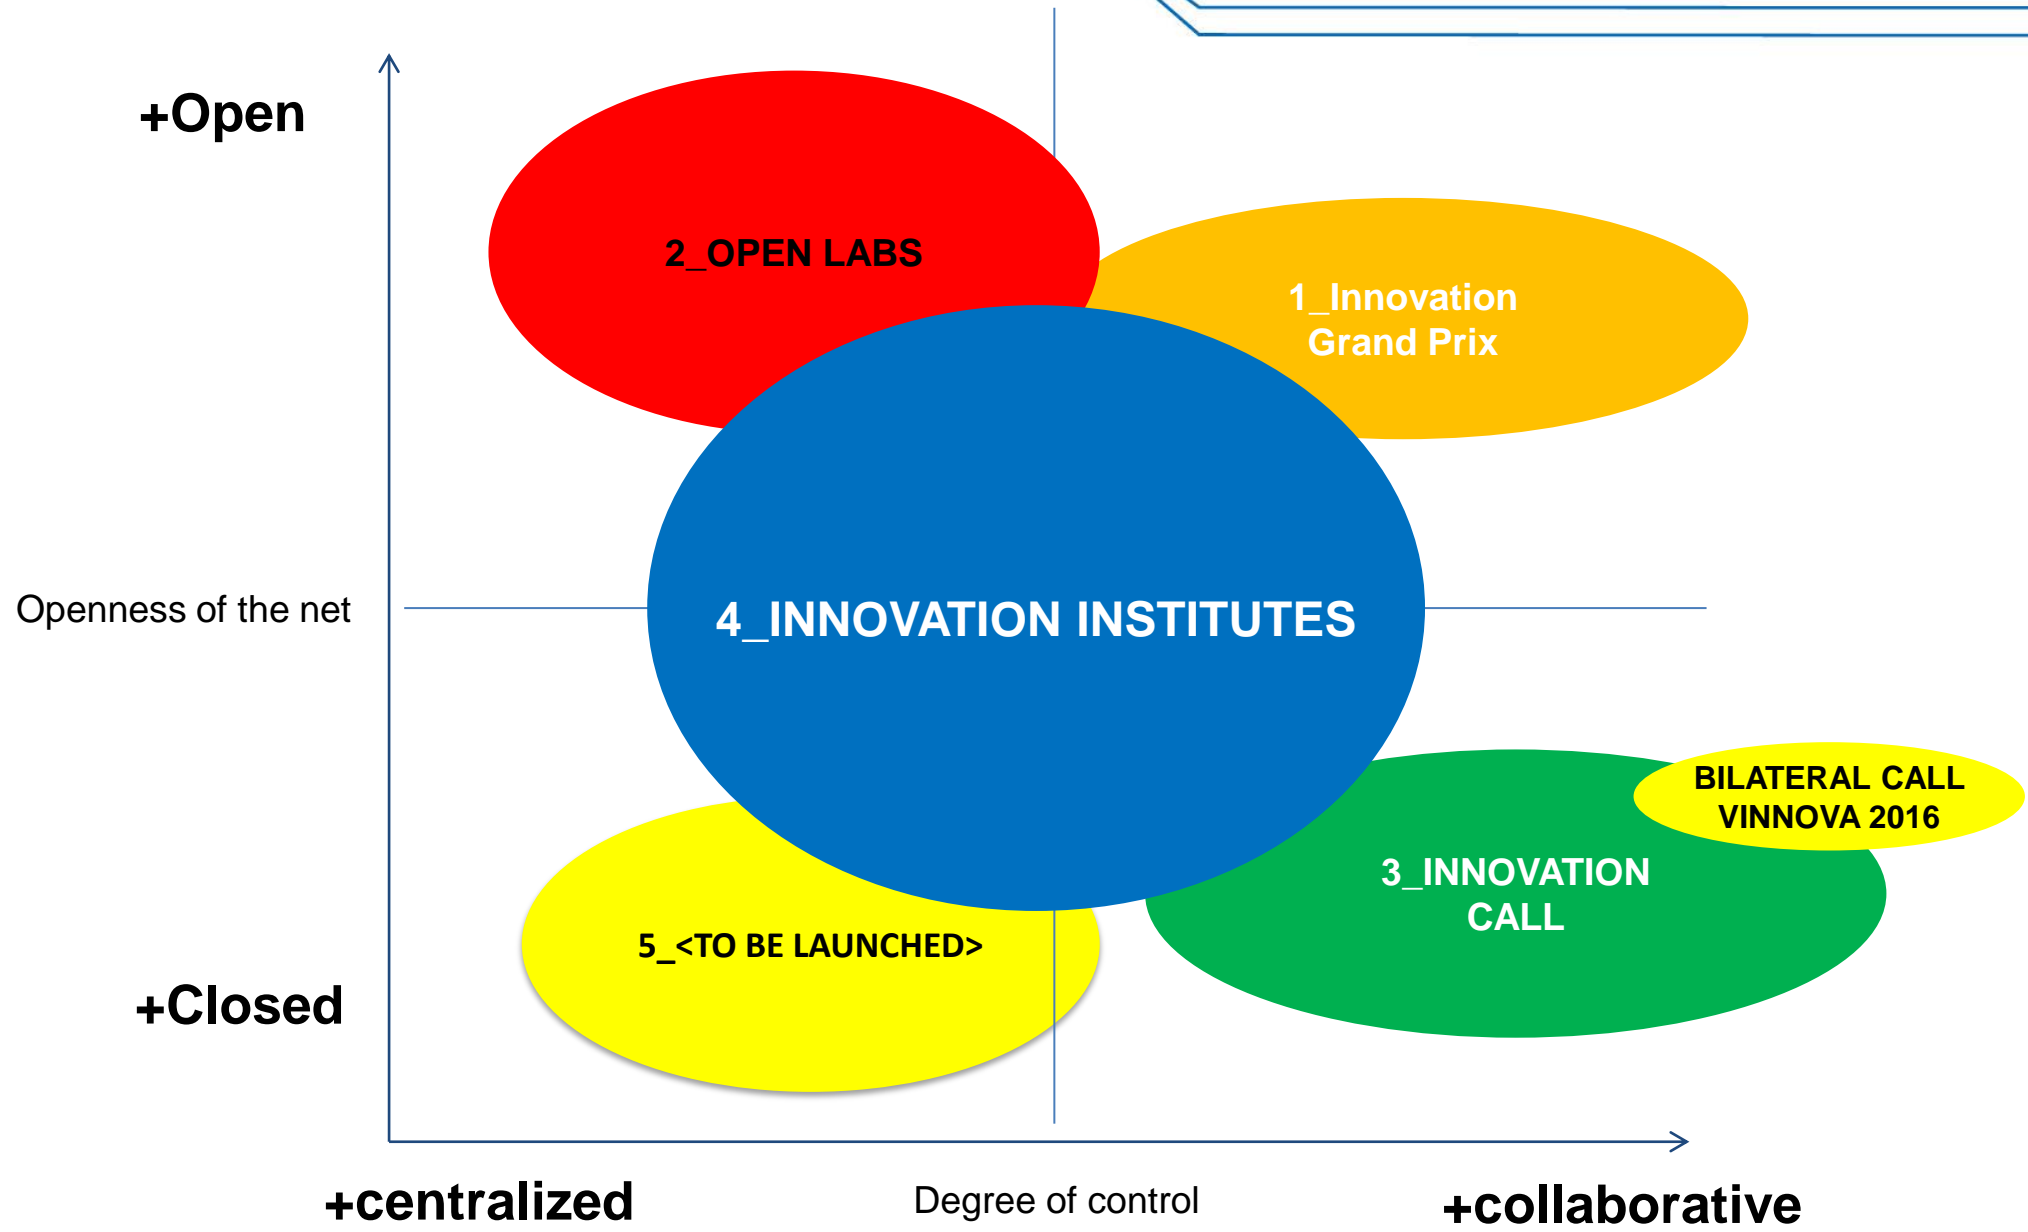 +Open
2_OPEN LABS
1_Innovation
Grand Prix
Openness of the net
4_INNOVATION INSTITUTES
BILATERAL CALL
VINNOVA 2016
3_INNOVATION
CALL
5_<TO BE LAUNCHED>
+Closed
+centralized
Degree of control
+collaborative